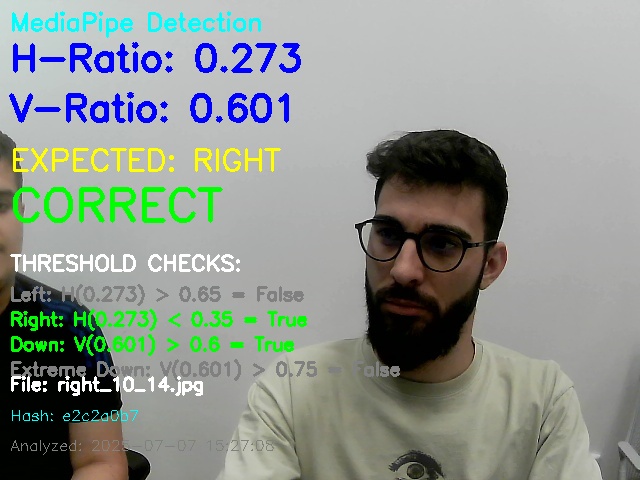 MediaPipe Detection
H-Ratio: 0.273
V-Ratio: 0.601
EXPECTED: RIGHT
CORRECT
THRESHOLD CHECKS:
Left: H(0.273) > 0.65 = False
Right: H(0.273) < 0.35 = True
Down: V(0.601) > 0.6 = True
Extreme Down: V(0.601) > 0.75 = False
File: right_10_14.jpg
Hash: e2c2a0b7
Analyzed: 2025-07-07 15:27:08